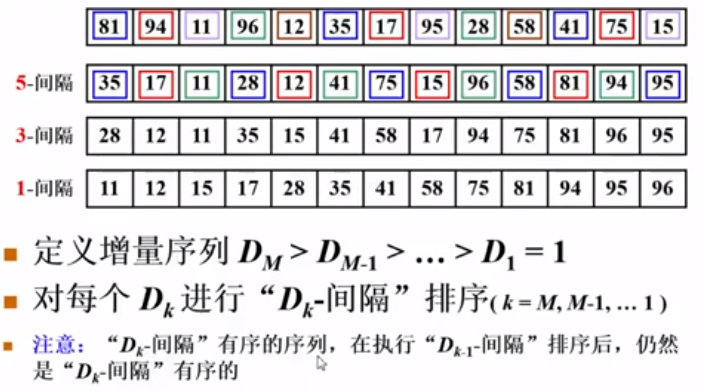 81 94 11 96 12 35 17 95 28 58 41 75 15
5-间隔 35 17 11 28 12 41 75 15 96 58 81 94 95
3-间隔 28 12 11 35 15 41 58 17 94 75 81 96 95
1-间隔 11 12 15 17 28 35 41 58 75 81 94 95 96
定义增量序列 D_M > D_{M-1} > … > D_1 = 1
对每个 D_k 进行“D_k-间隔”排序( k = M, M-1, … 1 )
注意：“D_k-间隔”有序的序列，在执行“D_{k-1}-间隔”排序后，仍然
是“D_k-间隔”有序的